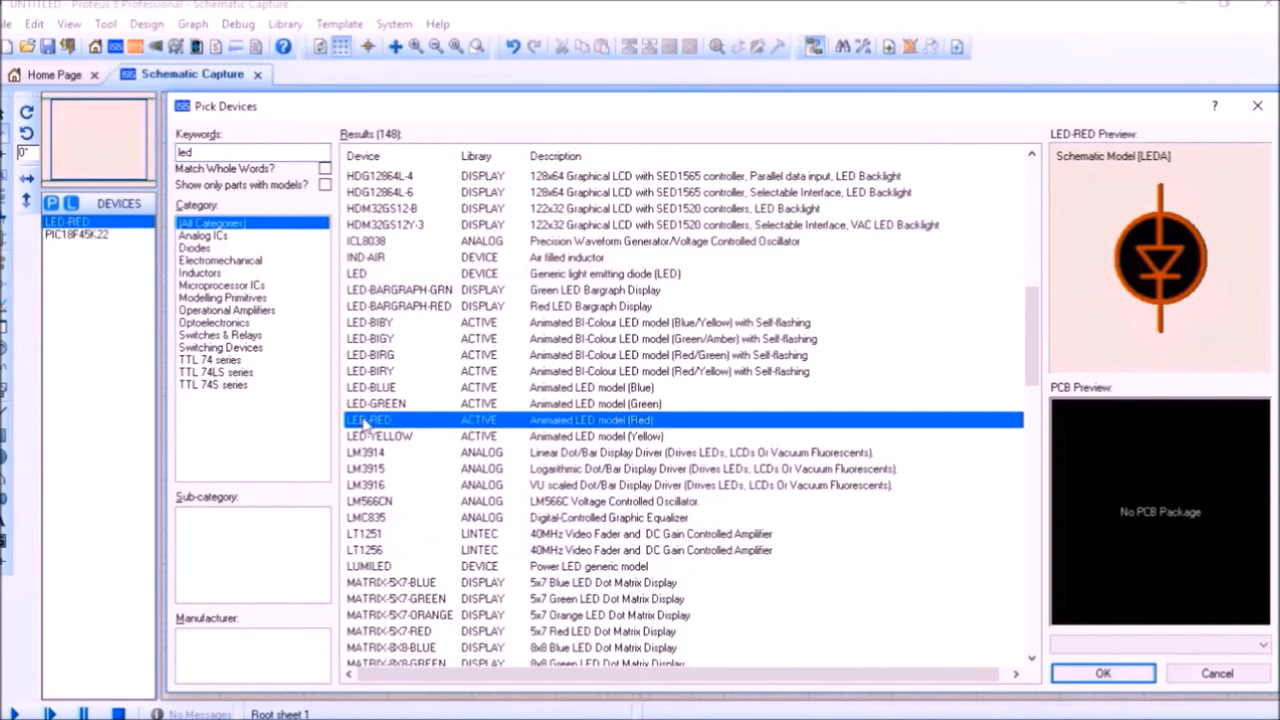 UNTITLED - Proteus 8 Professional - Schematic Capture
Edit View Tool Design Graph Debug Library Template System Help
Home Page
Schematic Capture
Pick Devices
0°
P L DEVICES
LED-RED
PIC18F45K22
Keywords:
led
Match Whole Words?
Show only parts with models?
Category:
(All Categories)
Analog ICs
Diodes
Electromechanical
Inductors
Microprocessor ICs
Modelling Primitives
Operational Amplifiers
Optoelectronics
Switches & Relays
Switching Devices
TTL 74 series
TTL 74LS series
TTL 74S series
Sub-category:
Manufacturer:
Results (148):
Device Library Description
HDG12864L-4 DISPLAY 128x64 Graphical LCD with SED1565 controller, Parallel data input, LED Backlight
HDG12864L-6 DISPLAY 128x64 Graphical LCD with SED1565 controllers, Selectable Interface, LED Backlight
HDM32GS12-B DISPLAY 122x32 Graphical LCD with SED1520 controllers, LED Backlight
HDM32GS12Y-3 DISPLAY 122x32 Graphical LCD with SED1520 controllers, Selectable Interface, VAC LED Backlight
ICL8038 ANALOG Precision Waveform Generator/Voltage Controlled Oscillator
IND-AIR DEVICE Air filled inductor
LED DEVICE Generic light emitting diode (LED)
LED-BARGRAPH-GRN DISPLAY Green LED Bargraph Display
LED-BARGRAPH-RED DISPLAY Red LED Bargraph Display
LED-BIBY ACTIVE Animated BI-Colour LED model (Blue/Yellow) with Self-flashing
LED-BIGY ACTIVE Animated BI-Colour LED model (Green/Amber) with Self-flashing
LED-BIRG ACTIVE Animated BI-Colour LED model (Red/Green) with Self-flashing
LED-BIRY ACTIVE Animated BI-Colour LED model (Red/Yellow) with Self-flashing
LED-BLUE ACTIVE Animated LED model (Blue)
LED-GREEN ACTIVE Animated LED model (Green)
LED-RED ACTIVE Animated LED model (Red)
LED-YELLOW ACTIVE Animated LED model (Yellow)
LM3914 ANALOG Linear Dot/Bar Display Driver (Drives LEDs, LCDs Or Vacuum Fluorescents).
LM3915 ANALOG Logarithmic Dot/Bar Display Driver (Drives LEDs, LCDs Or Vacuum Fluorescents).
LM3916 ANALOG VU scaled Dot/Bar Display Driver (Drives LEDs, LCDs Or Vacuum Fluorescents).
LM566CN ANALOG LM566C Voltage Controlled Oscillator.
LMC835 ANALOG Digital-Controlled Graphic Equalizer
LT1251 LINTEC 40MHz Video Fader and DC Gain Controlled Amplifier
LT1256 LINTEC 40MHz Video Fader and DC Gain Controlled Amplifier
LUMILED DEVICE Power LED generic model
MATRIX-5X7-BLUE DISPLAY 5x7 Blue LED Dot Matrix Display
MATRIX-5X7-GREEN DISPLAY 5x7 Green LED Dot Matrix Display
MATRIX-5X7-ORANGE DISPLAY 5x7 Orange LED Dot Matrix Display
MATRIX-5X7-RED DISPLAY 5x7 Red LED Dot Matrix Display
MATRIX-8X8-BLUE DISPLAY 8x8 Blue LED Dot Matrix Display
MATRIX-8X8-GREEN DISPLAY 8x8 Green LED Dot Matrix Display
LED-RED Preview:
Schematic Model [LEDA]
PCB Preview:
No PCB Package
OK Cancel
No Messages Root sheet 1